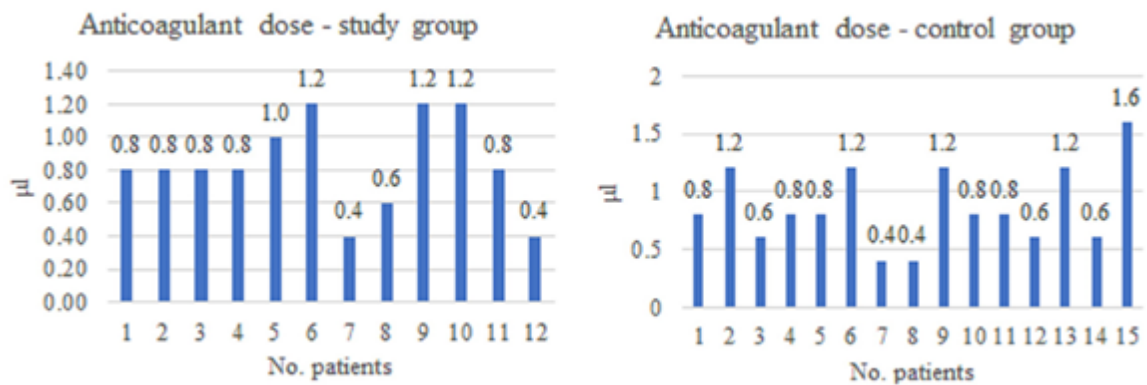 Anticoagulant dose - study group
1.40
1.20
1.00
0.80
0.60
0.40
0.20
0.00
µl
0.8 0.8 0.8 0.8 1.0 1.2 0.4 0.6 1.2 1.2 0.8 0.4
1 2 3 4 5 6 7 8 9 10 11 12
No. patients
Anticoagulant dose - control group
2
1.5
1
0.5
0
µl
0.8 1.2 0.6 0.8 0.8 1.2 0.4 0.4 1.2 0.8 0.8 0.6 1.2 0.6 1.6
1 2 3 4 5 6 7 8 9 10 11 12 13 14 15
No. patients